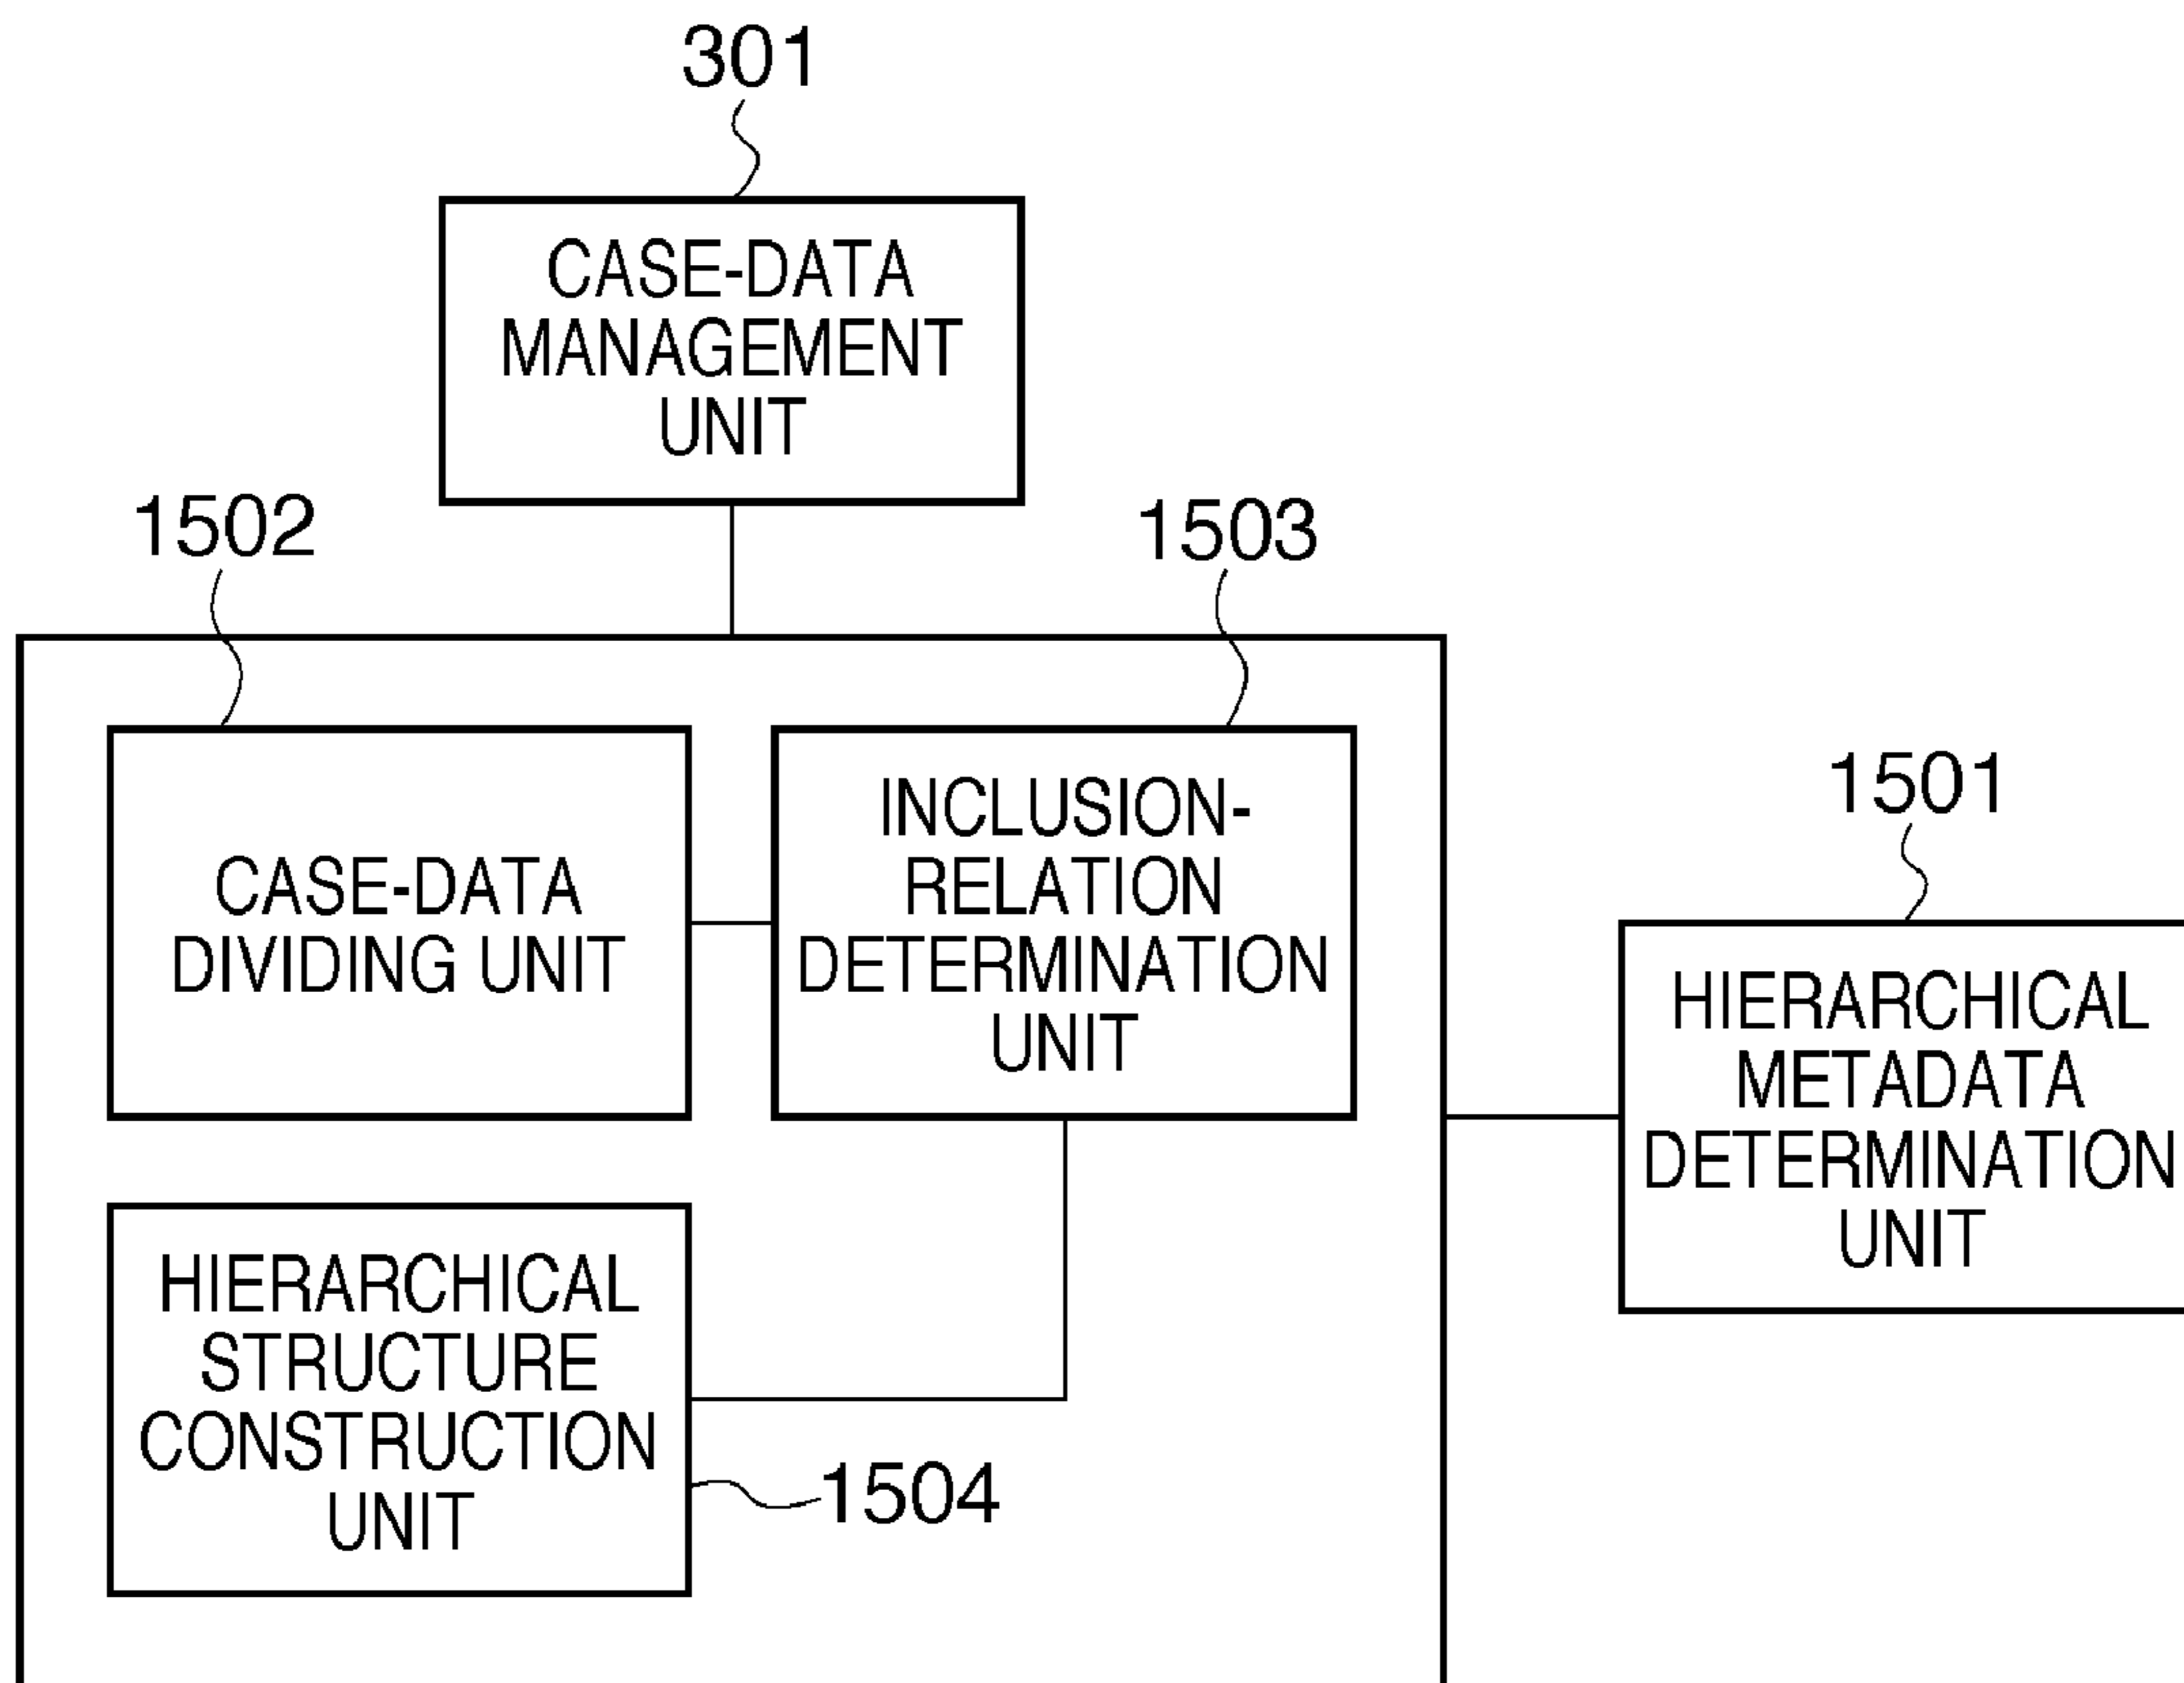 301
CASE-DATA
MANAGEMENT
UNIT
1502
1503
CASE-DATA
DIVIDING UNIT
INCLUSION-
RELATION
DETERMINATION
UNIT
1501
HIERARCHICAL
METADATA
DETERMINATION
UNIT
HIERARCHICAL
STRUCTURE
CONSTRUCTION
UNIT
1504